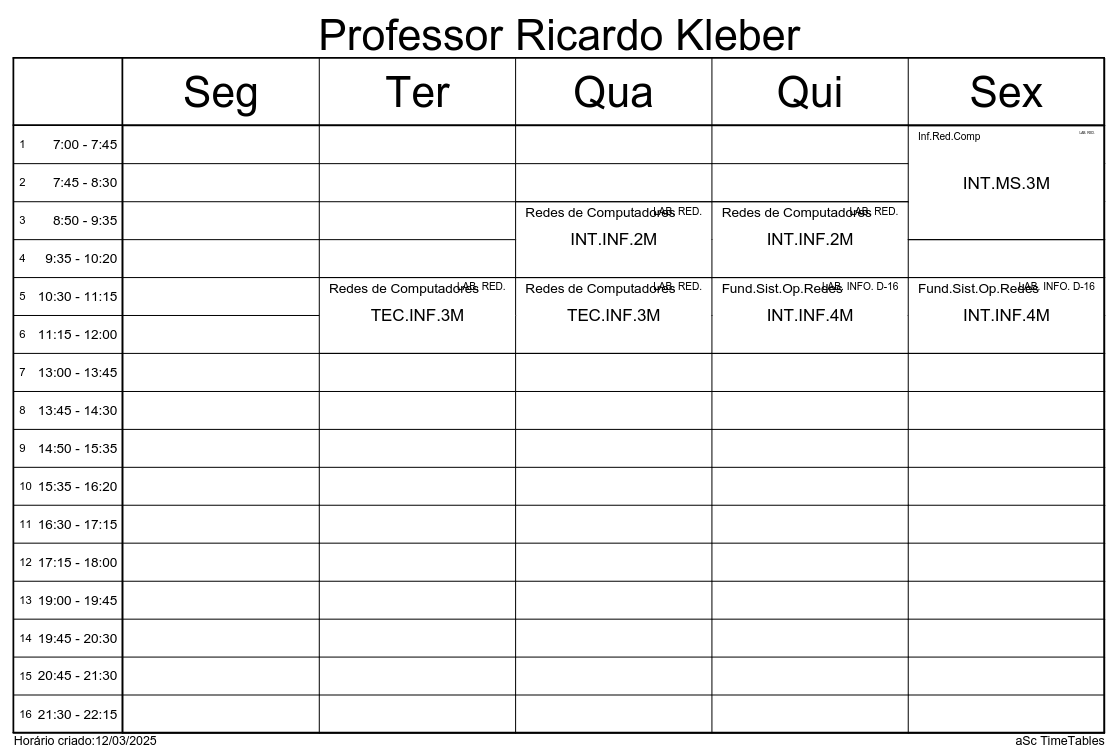 Professor Ricardo Kleber
Seg Ter Qua Qui Sex
1 7:00 - 7:45
Inf.Red.Comp LAB. RED.
INT.MS.3M
2 7:45 - 8:30
3 8:50 - 9:35
Redes de Computadores LAB. RED.
INT.INF.2M
Redes de Computadores LAB. RED.
INT.INF.2M
4 9:35 - 10:20
5 10:30 - 11:15
Redes de Computadores LAB. RED.
TEC.INF.3M
Redes de Computadores LAB. RED.
TEC.INF.3M
Fund.Sist.Op.Redes LAB. INFO. D-16
INT.INF.4M
Fund.Sist.Op.Redes LAB. INFO. D-16
INT.INF.4M
6 11:15 - 12:00
7 13:00 - 13:45
8 13:45 - 14:30
9 14:50 - 15:35
10 15:35 - 16:20
11 16:30 - 17:15
12 17:15 - 18:00
13 19:00 - 19:45
14 19:45 - 20:30
15 20:45 - 21:30
16 21:30 - 22:15
Horário criado:12/03/2025 aSc TimeTables